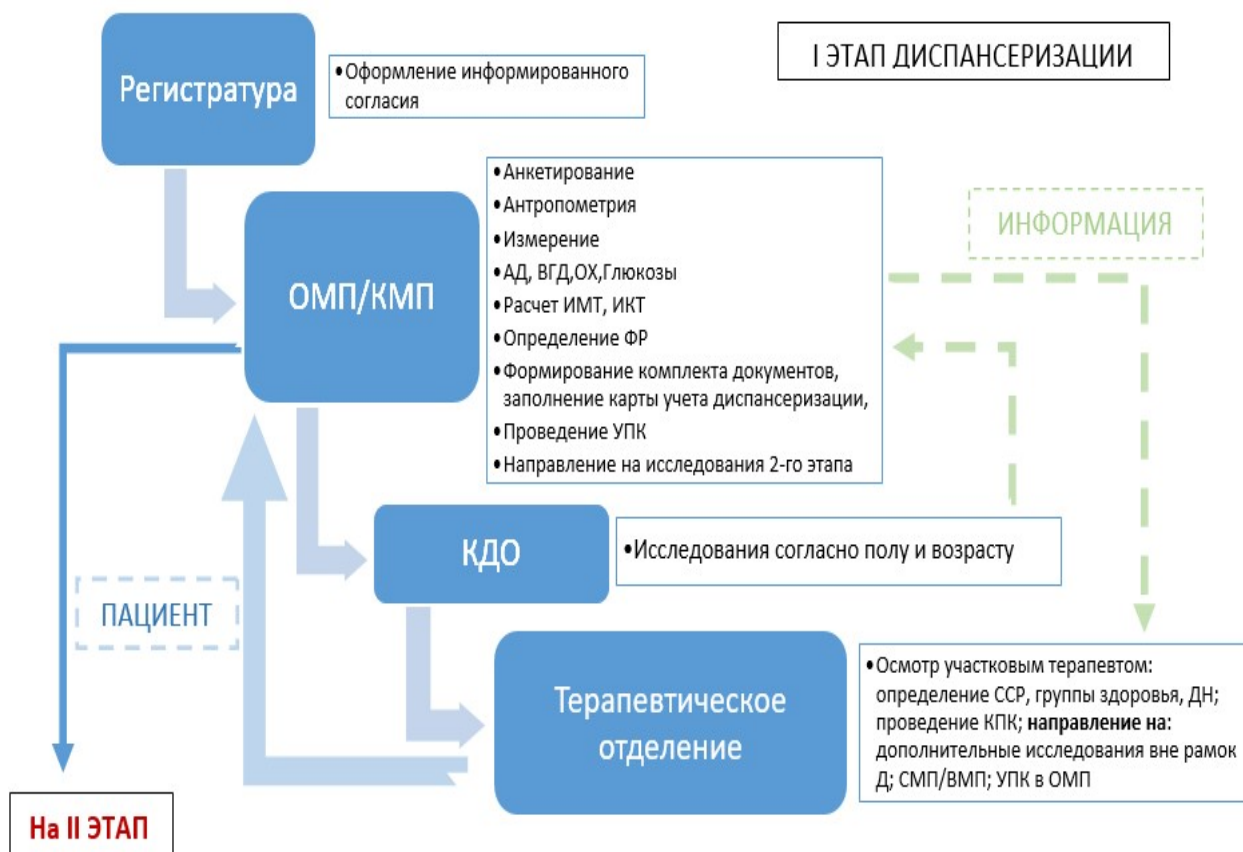 I ЭТАП ДИСПАНСЕРИЗАЦИИ
Регистратура
•Оформление информированного
согласия
ОМП/КМП
•Анкетирование
•Антропометрия
•Измерение
•АД, ВГД,ОХ,Глюкозы
•Расчет ИМТ, ИКТ
•Определение ФР
•Формирование комплекта документов,
заполнение карты учета диспансеризации,
•Проведение УПК
•Направление на исследования 2-го этапа
ИНФОРМАЦИЯ
КДО
•Исследования согласно полу и возрасту
ПАЦИЕНТ
Терапевтическое
отделение
•Осмотр участковым терапевтом:
определение ССР, группы здоровья, ДН;
проведение КПК; направление на:
дополнительные исследования вне рамок
Д; СМП/ВМП; УПК в ОМП
На II ЭТАП